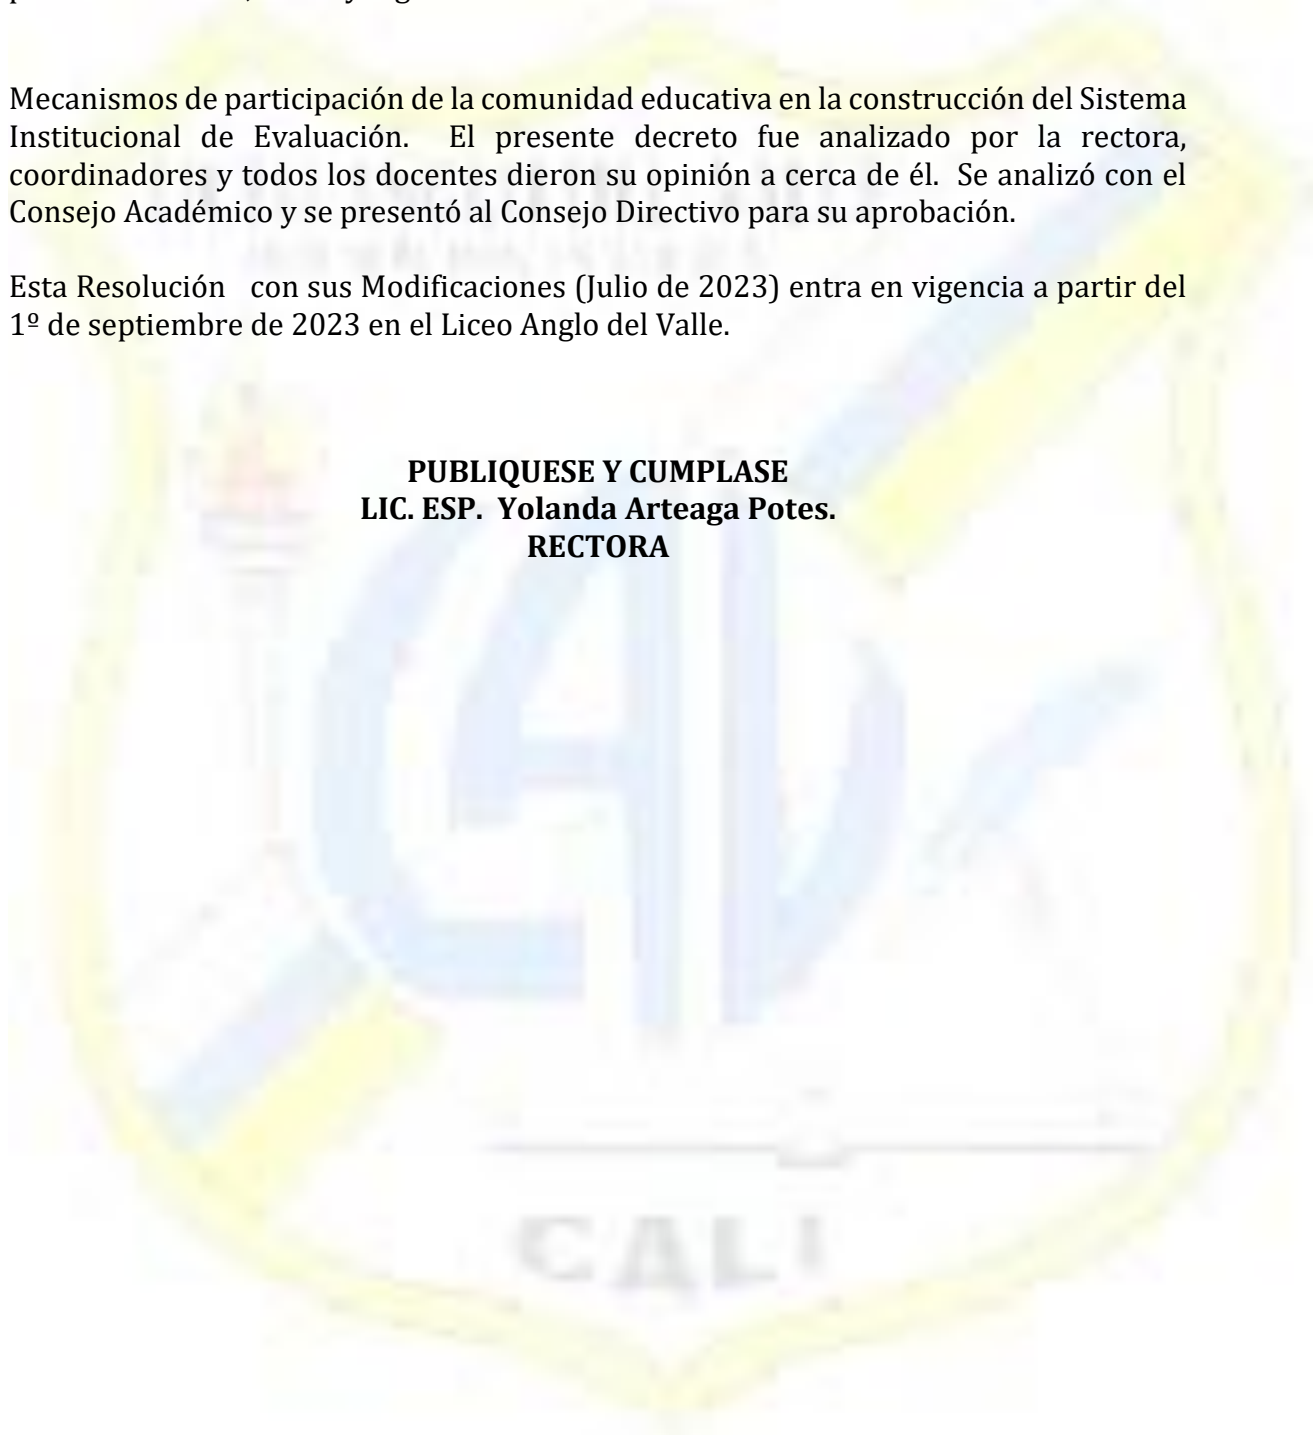 Mecanismos de participación de la comunidad educativa en la construcción del Sistema
Institucional de Evaluación.  El presente decreto fue analizado por la rectora,
coordinadores y todos los docentes dieron su opinión a cerca de él.  Se analizó con el
Consejo Académico y se presentó al Consejo Directivo para su aprobación.
Esta Resolución   con sus Modificaciones (Julio de 2023) entra en vigencia a partir del
1º de septiembre de 2023 en el Liceo Anglo del Valle.
PUBLIQUESE Y CUMPLASE
LIC. ESP.  Yolanda Arteaga Potes.
RECTORA
CALI